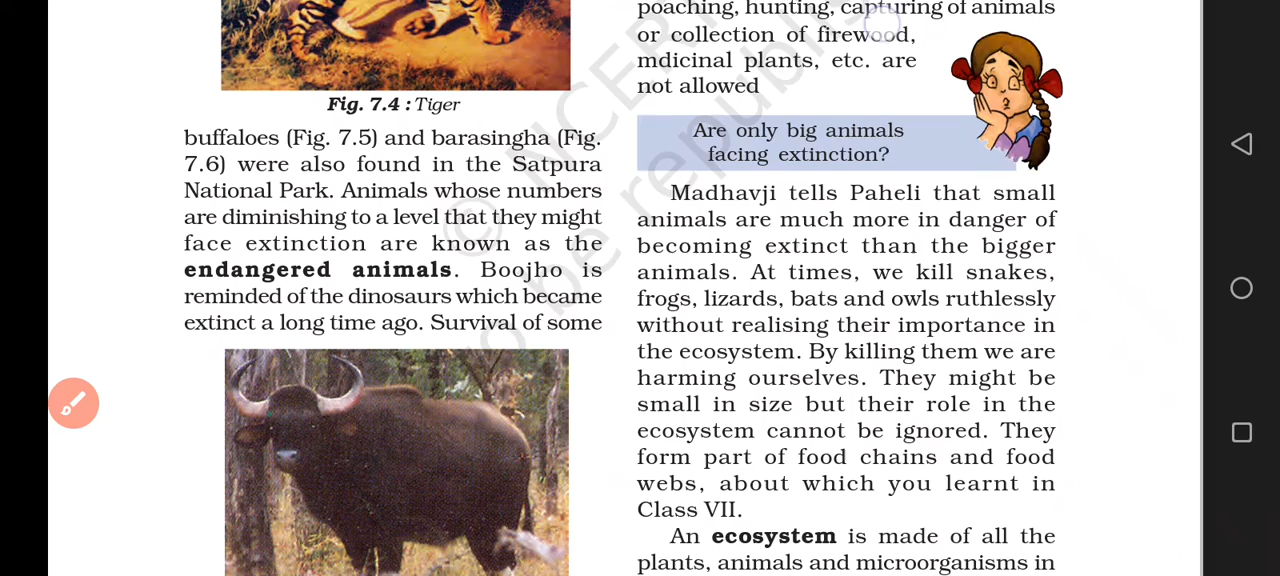 Fig. 7.4 : Tiger
buffaloes (Fig. 7.5) and barasingha (Fig.
7.6) were also found in the Satpura
National Park. Animals whose numbers
are diminishing to a level that they might
face extinction are known as the
endangered animals. Boojho is
reminded of the dinosaurs which became
extinct a long time ago. Survival of some
poaching, hunting, capturing of animals
or collection of firewood,
mdicinal plants, etc. are
not allowed
Are only big animals
facing extinction?
Madhavji tells Paheli that small
animals are much more in danger of
becoming extinct than the bigger
animals. At times, we kill snakes,
frogs, lizards, bats and owls ruthlessly
without realising their importance in
the ecosystem. By killing them we are
harming ourselves. They might be
small in size but their role in the
ecosystem cannot be ignored. They
form part of food chains and food
webs, about which you learnt in
Class VII.
An ecosystem is made of all the
plants, animals and microorganisms in
© NCERT
to be republis